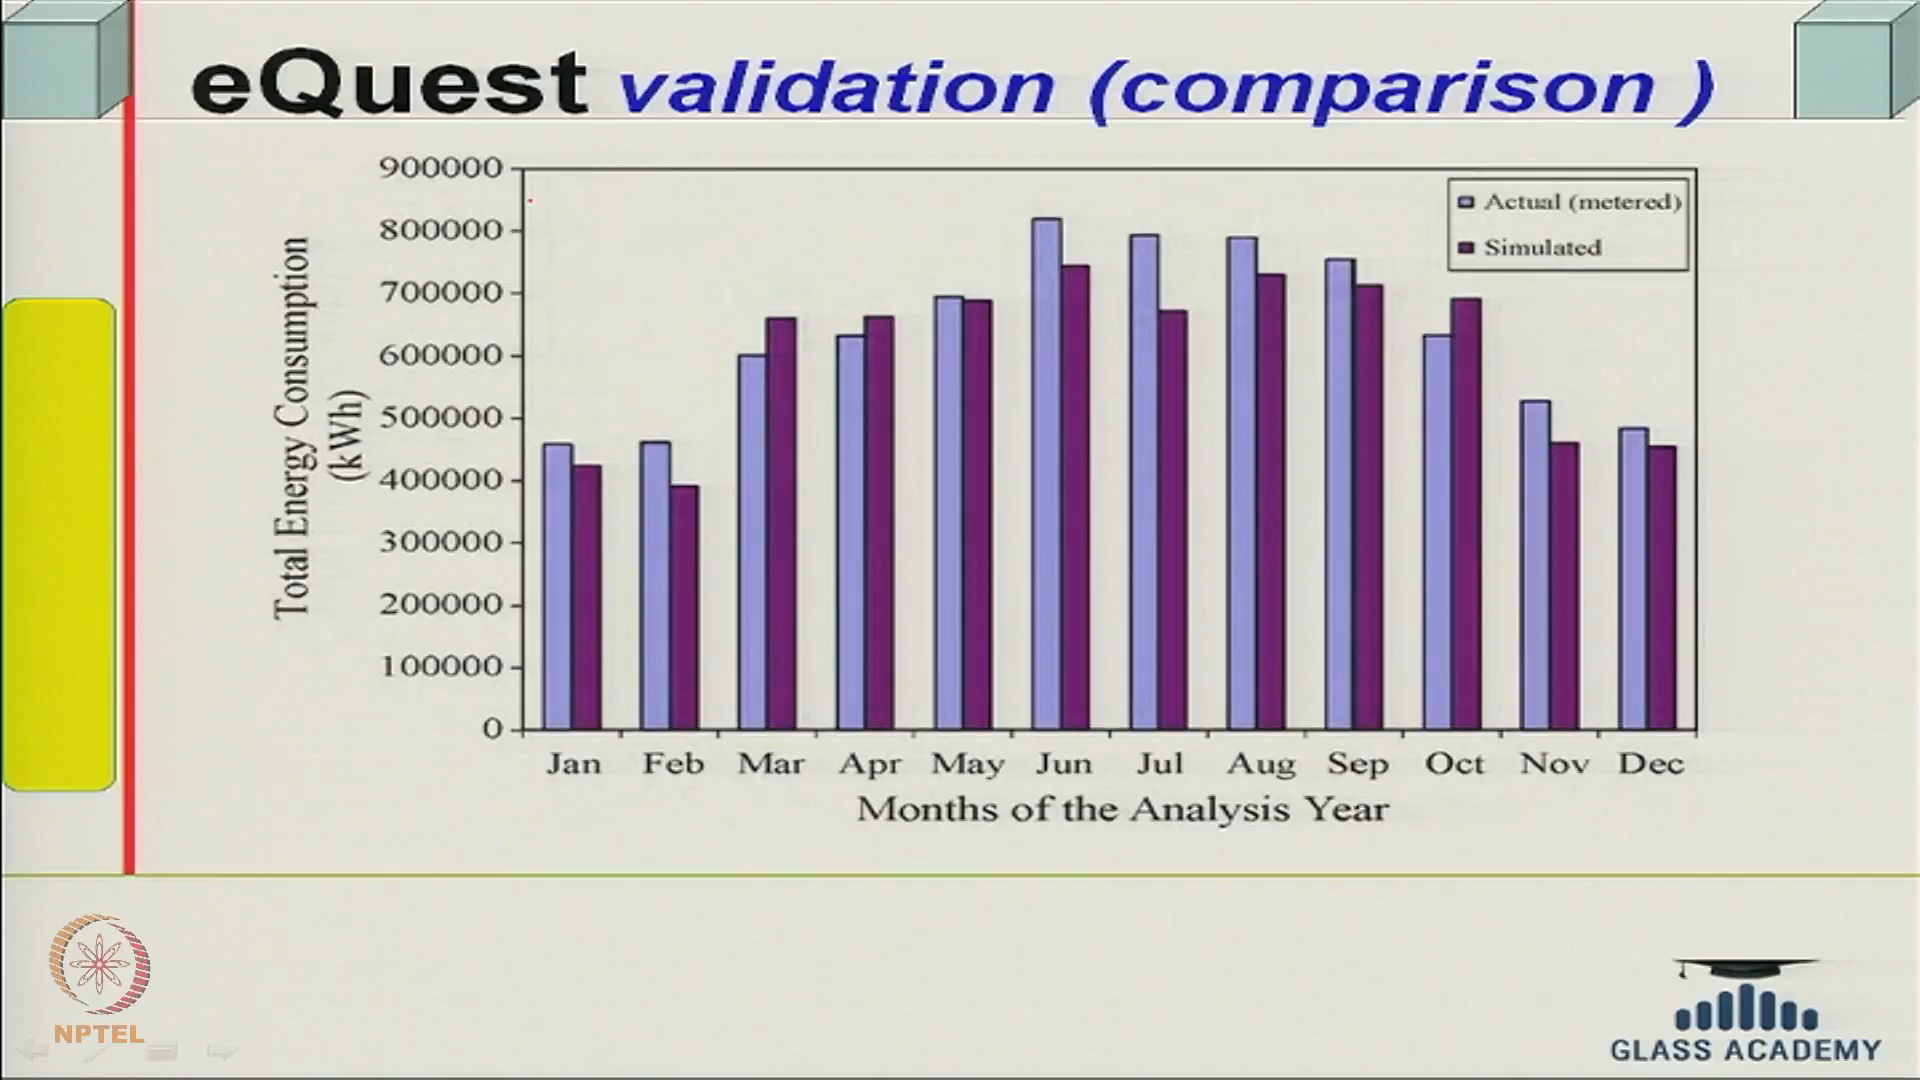 eQuest validation (comparison )
900000
800000
700000
600000
500000
400000
300000
200000
100000
0
Total Energy Consumption
(kWh)
Actual (metered)
Simulated
Jan Feb Mar Apr May Jun Jul Aug Sep Oct Nov Dec
Months of the Analysis Year
NPTEL
GLASS ACADEMY